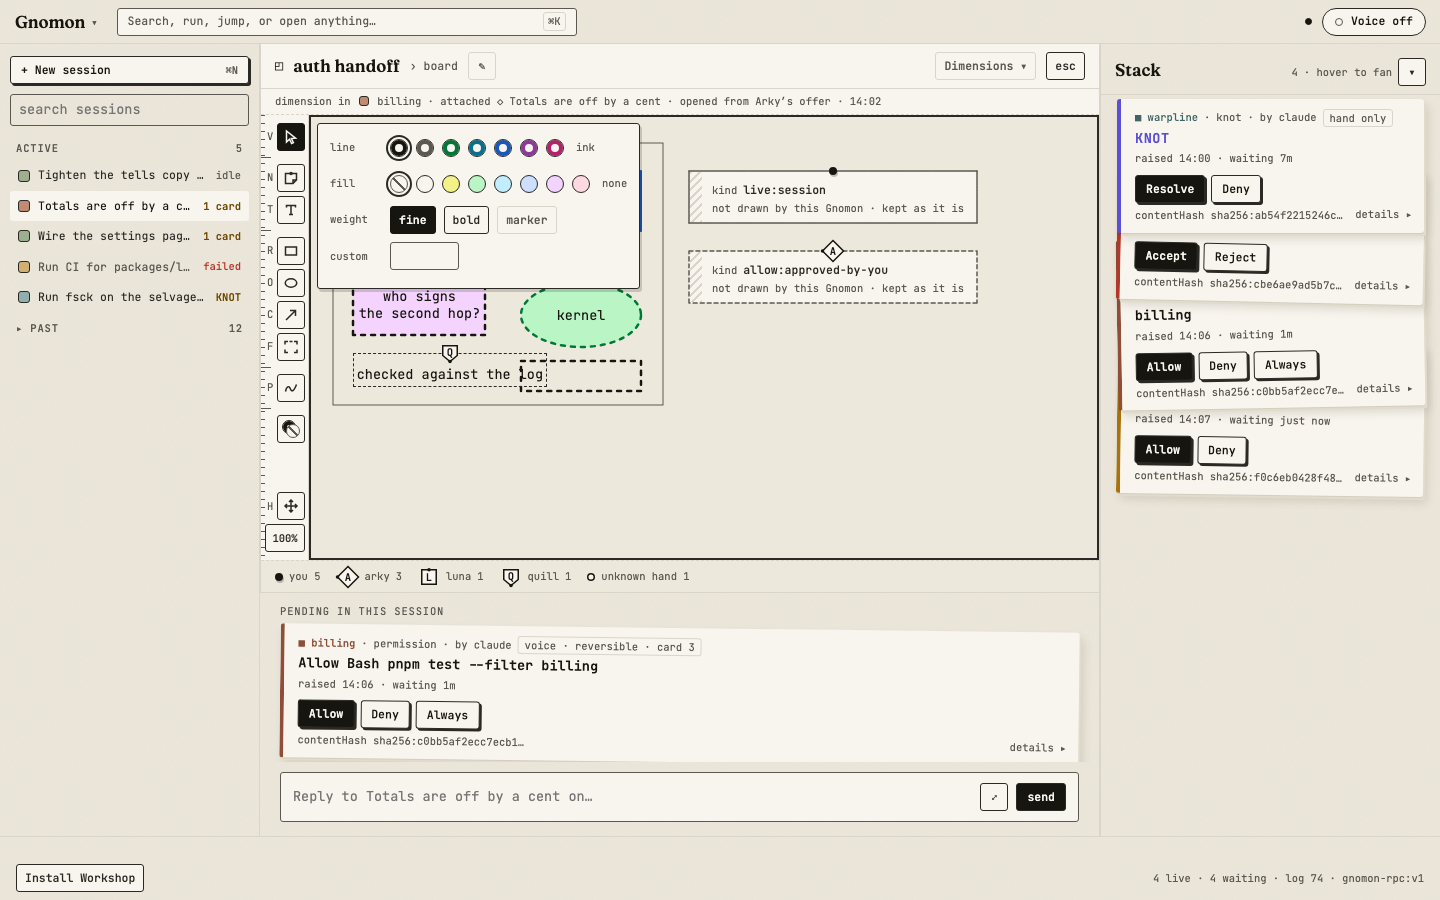 Gnomon ▾
Search, run, jump, or open anything… ⌘K
Voice off
+ New session ⌘N
search sessions
ACTIVE 5
Tighten the tells copy … idle
Totals are off by a c… 1 card
Wire the settings pag… 1 card
Run CI for packages/l… failed
Run fsck on the selvage… KNOT
▸ PAST 12
auth handoff › board ✎
Dimensions ▾ esc
dimension in billing · attached ◇ Totals are off by a cent · opened from Arky’s offer · 14:02
V
N
T
R
O
C
F
P
H
100%
line ink
fill none
weight fine bold marker
custom
who signs
the second hop?
kernel
Q
checked against the log
kind live:session
not drawn by this Gnomon · kept as it is
A
kind allow:approved-by-you
not drawn by this Gnomon · kept as it is
you 5 A arky 3 L luna 1 Q quill 1 unknown hand 1
PENDING IN THIS SESSION
■ billing · permission · by claude voice · reversible · card 3
Allow Bash pnpm test --filter billing
raised 14:06 · waiting 1m
Allow Deny Always
contentHash sha256:c0bb5af2ecc7ecb1…
details ▸
Reply to Totals are off by a cent on…
send
Stack 4 · hover to fan ▾
■ warpline · knot · by claude hand only
KNOT
raised 14:00 · waiting 7m
Resolve Deny
contentHash sha256:ab54f2215246c… details ▸
Accept Reject
contentHash sha256:cbe6ae9ad5b7c… details ▸
billing
raised 14:06 · waiting 1m
Allow Deny Always
contentHash sha256:c0bb5af2ecc7e… details ▸
raised 14:07 · waiting just now
Allow Deny
contentHash sha256:f0c6eb0428f48… details ▸
Install Workshop
4 live · 4 waiting · log 74 · gnomon-rpc:v1